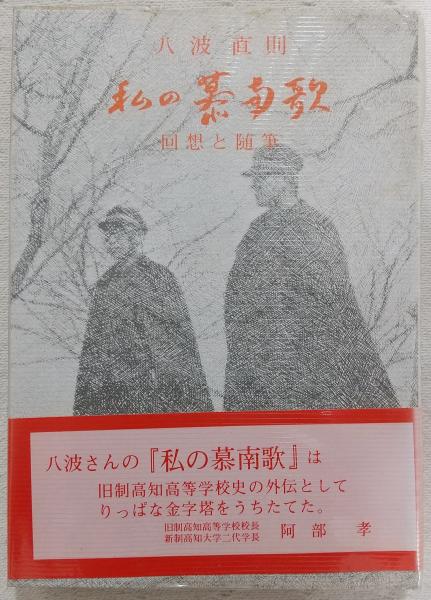 八波直則
私の慕南歌
回想と随筆
八波さんの『私の慕南歌』は
旧制高知高等学校史の外伝として
りっぱな金字塔をうちたてた。
旧制高知高等学校校長
新制高知大学二代学長
阿部 孝